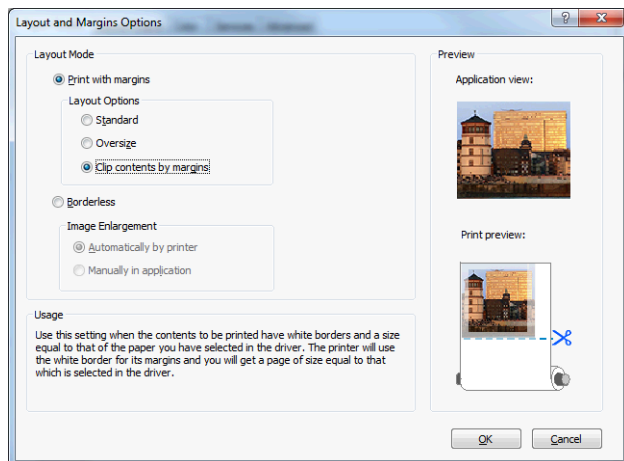 Layout and Margins Options
Layout Mode
Print with margins
Layout Options
Standard
Oversize
Clip contents by margins
Borderless
Image Enlargement
Automatically by printer
Manually in application
Usage
Use this setting when the contents to be printed have white borders and a size
equal to that of the paper you have selected in the driver. The printer will use
the white border for its margins and you will get a page of size equal to that
which is selected in the driver.
Preview
Application view:
Print preview:
OK
Cancel